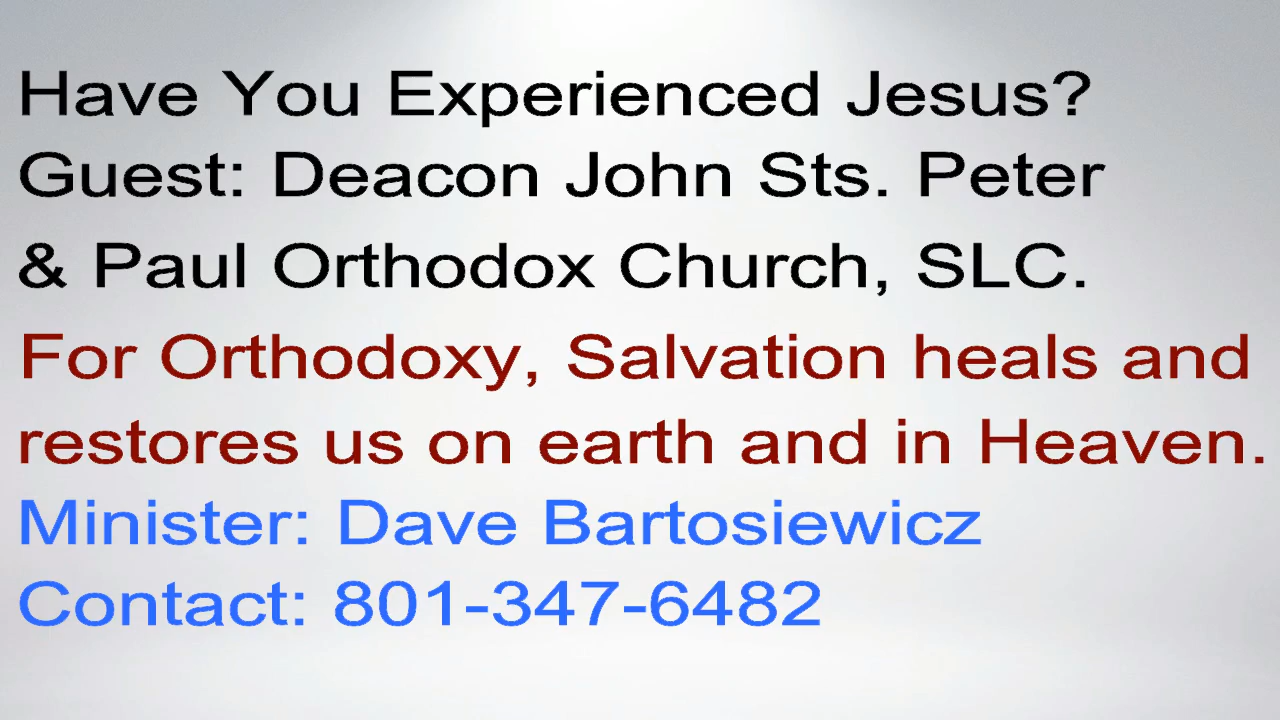 Have You Experienced Jesus?
Guest: Deacon John Sts. Peter
& Paul Orthodox Church, SLC.
For Orthodoxy, Salvation heals and
restores us on earth and in Heaven.
Minister: Dave Bartosiewicz
Contact: 801-347-6482